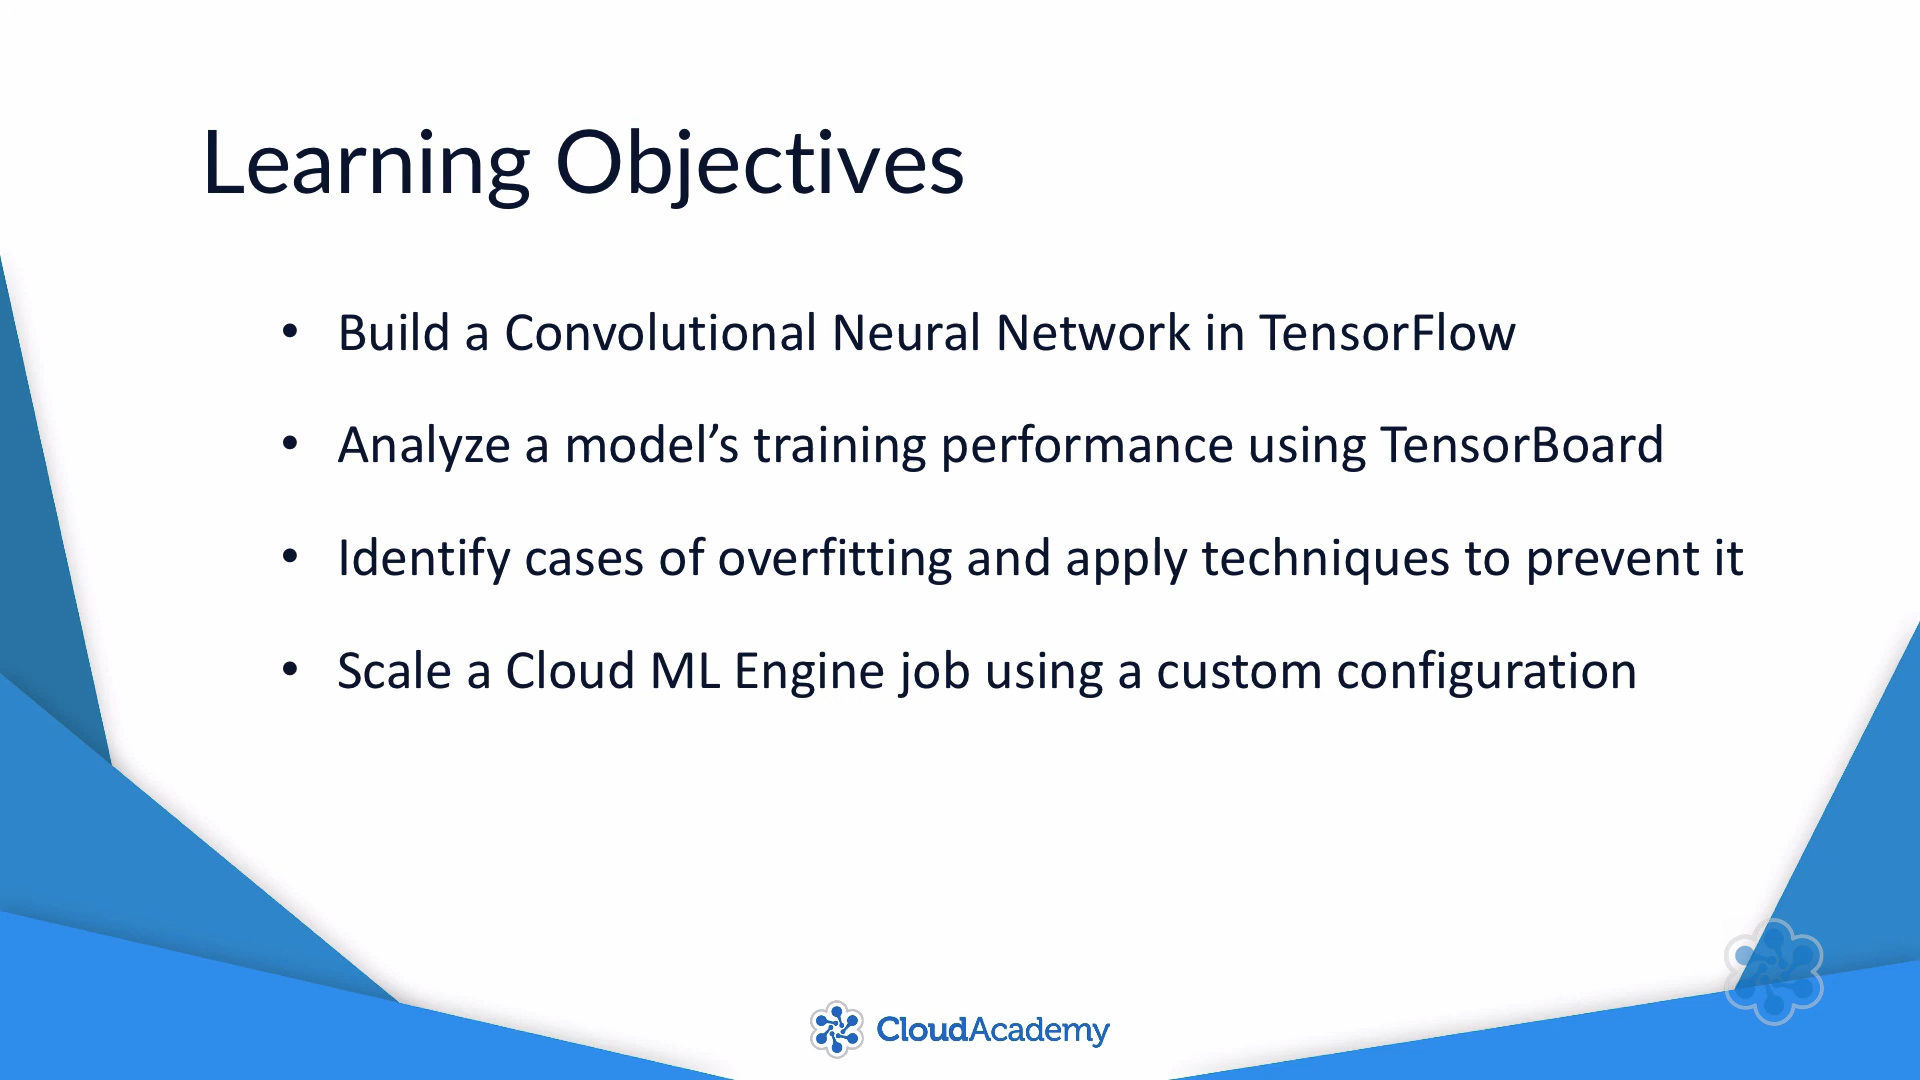 Learning Objectives
• Build a Convolutional Neural Network in TensorFlow
• Analyze a model’s training performance using TensorBoard
• Identify cases of overfitting and apply techniques to prevent it
• Scale a Cloud ML Engine job using a custom configuration
CloudAcademy